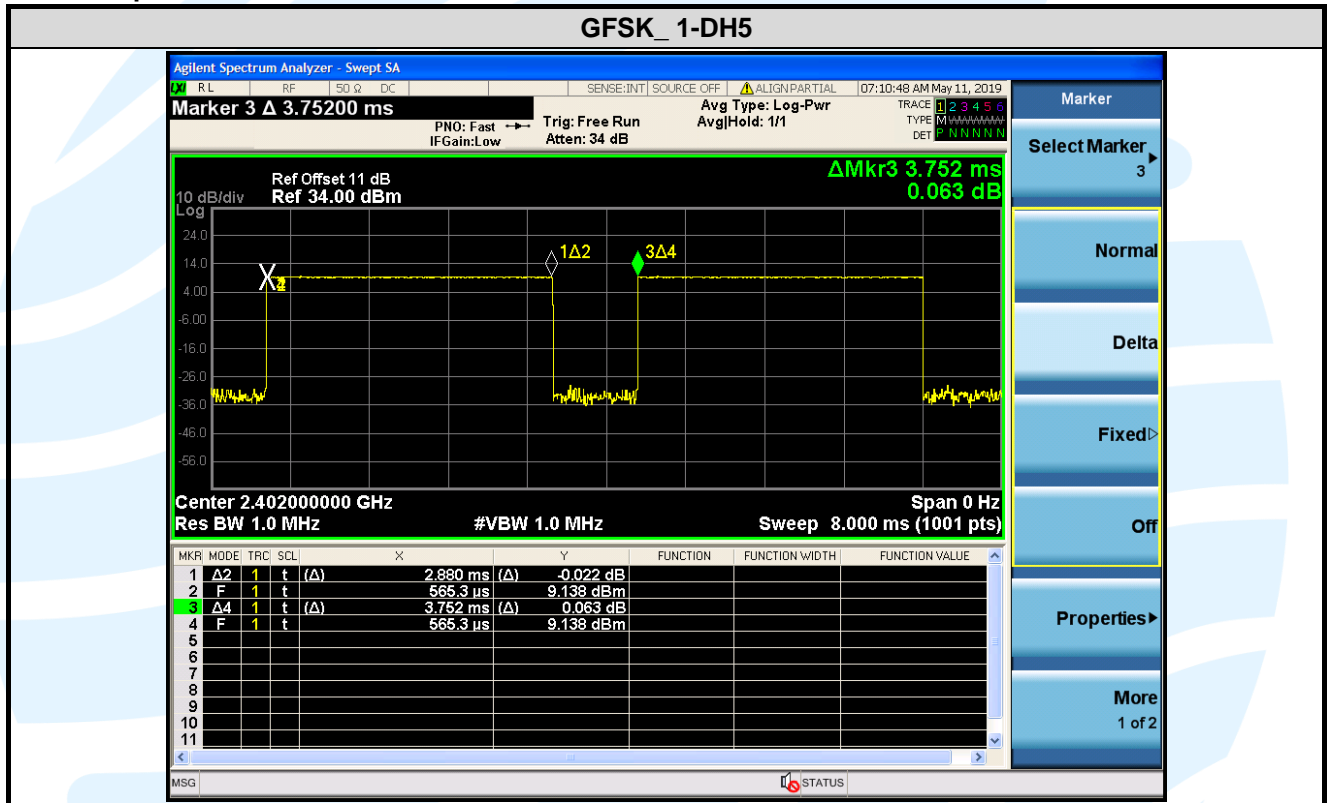 GFSK_ 1-DH5
Agilent Spectrum Analyzer - Swept SA
LXI RL RF 50 Ω DC SENSE:INT SOURCE OFF ALIGNPARTIAL 07:10:48 AM May 11, 2019
Marker 3 Δ 3.75200 ms
PNO: Fast
IFGain:Low
Trig: Free Run
Atten: 34 dB
Avg Type: Log-Pwr
Avg|Hold: 1/1
TRACE 1 2 3 4 5 6
TYPE MWWWWW
DET P N N N N N
ΔMkr3 3.752 ms
0.063 dB
Ref Offset 11 dB
10 dB/div Ref 34.00 dBm
Log
24.0
14.0
4.00
-6.00
-16.0
-26.0
-36.0
-46.0
-56.0
1Δ2
3Δ4
Center 2.402000000 GHz Span 0 Hz
Res BW 1.0 MHz #VBW 1.0 MHz Sweep 8.000 ms (1001 pts)
MKR MODE TRC SCL X Y FUNCTION FUNCTION WIDTH FUNCTION VALUE
1 Δ2 1 t (Δ) 2.880 ms (Δ) -0.022 dB
2 F 1 t 565.3 µs 9.138 dBm
3 Δ4 1 t (Δ) 3.752 ms (Δ) 0.063 dB
4 F 1 t 565.3 µs 9.138 dBm
5
6
7
8
9
10
11
MSG STATUS
Marker
Select Marker
3
Normal
Delta
Fixed
Off
Properties
More
1 of 2